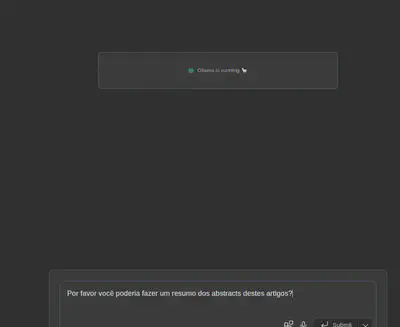 Ollama is running 🦙
Por favor você poderia fazer um resumo dos abstracts destes artigos?
Submit